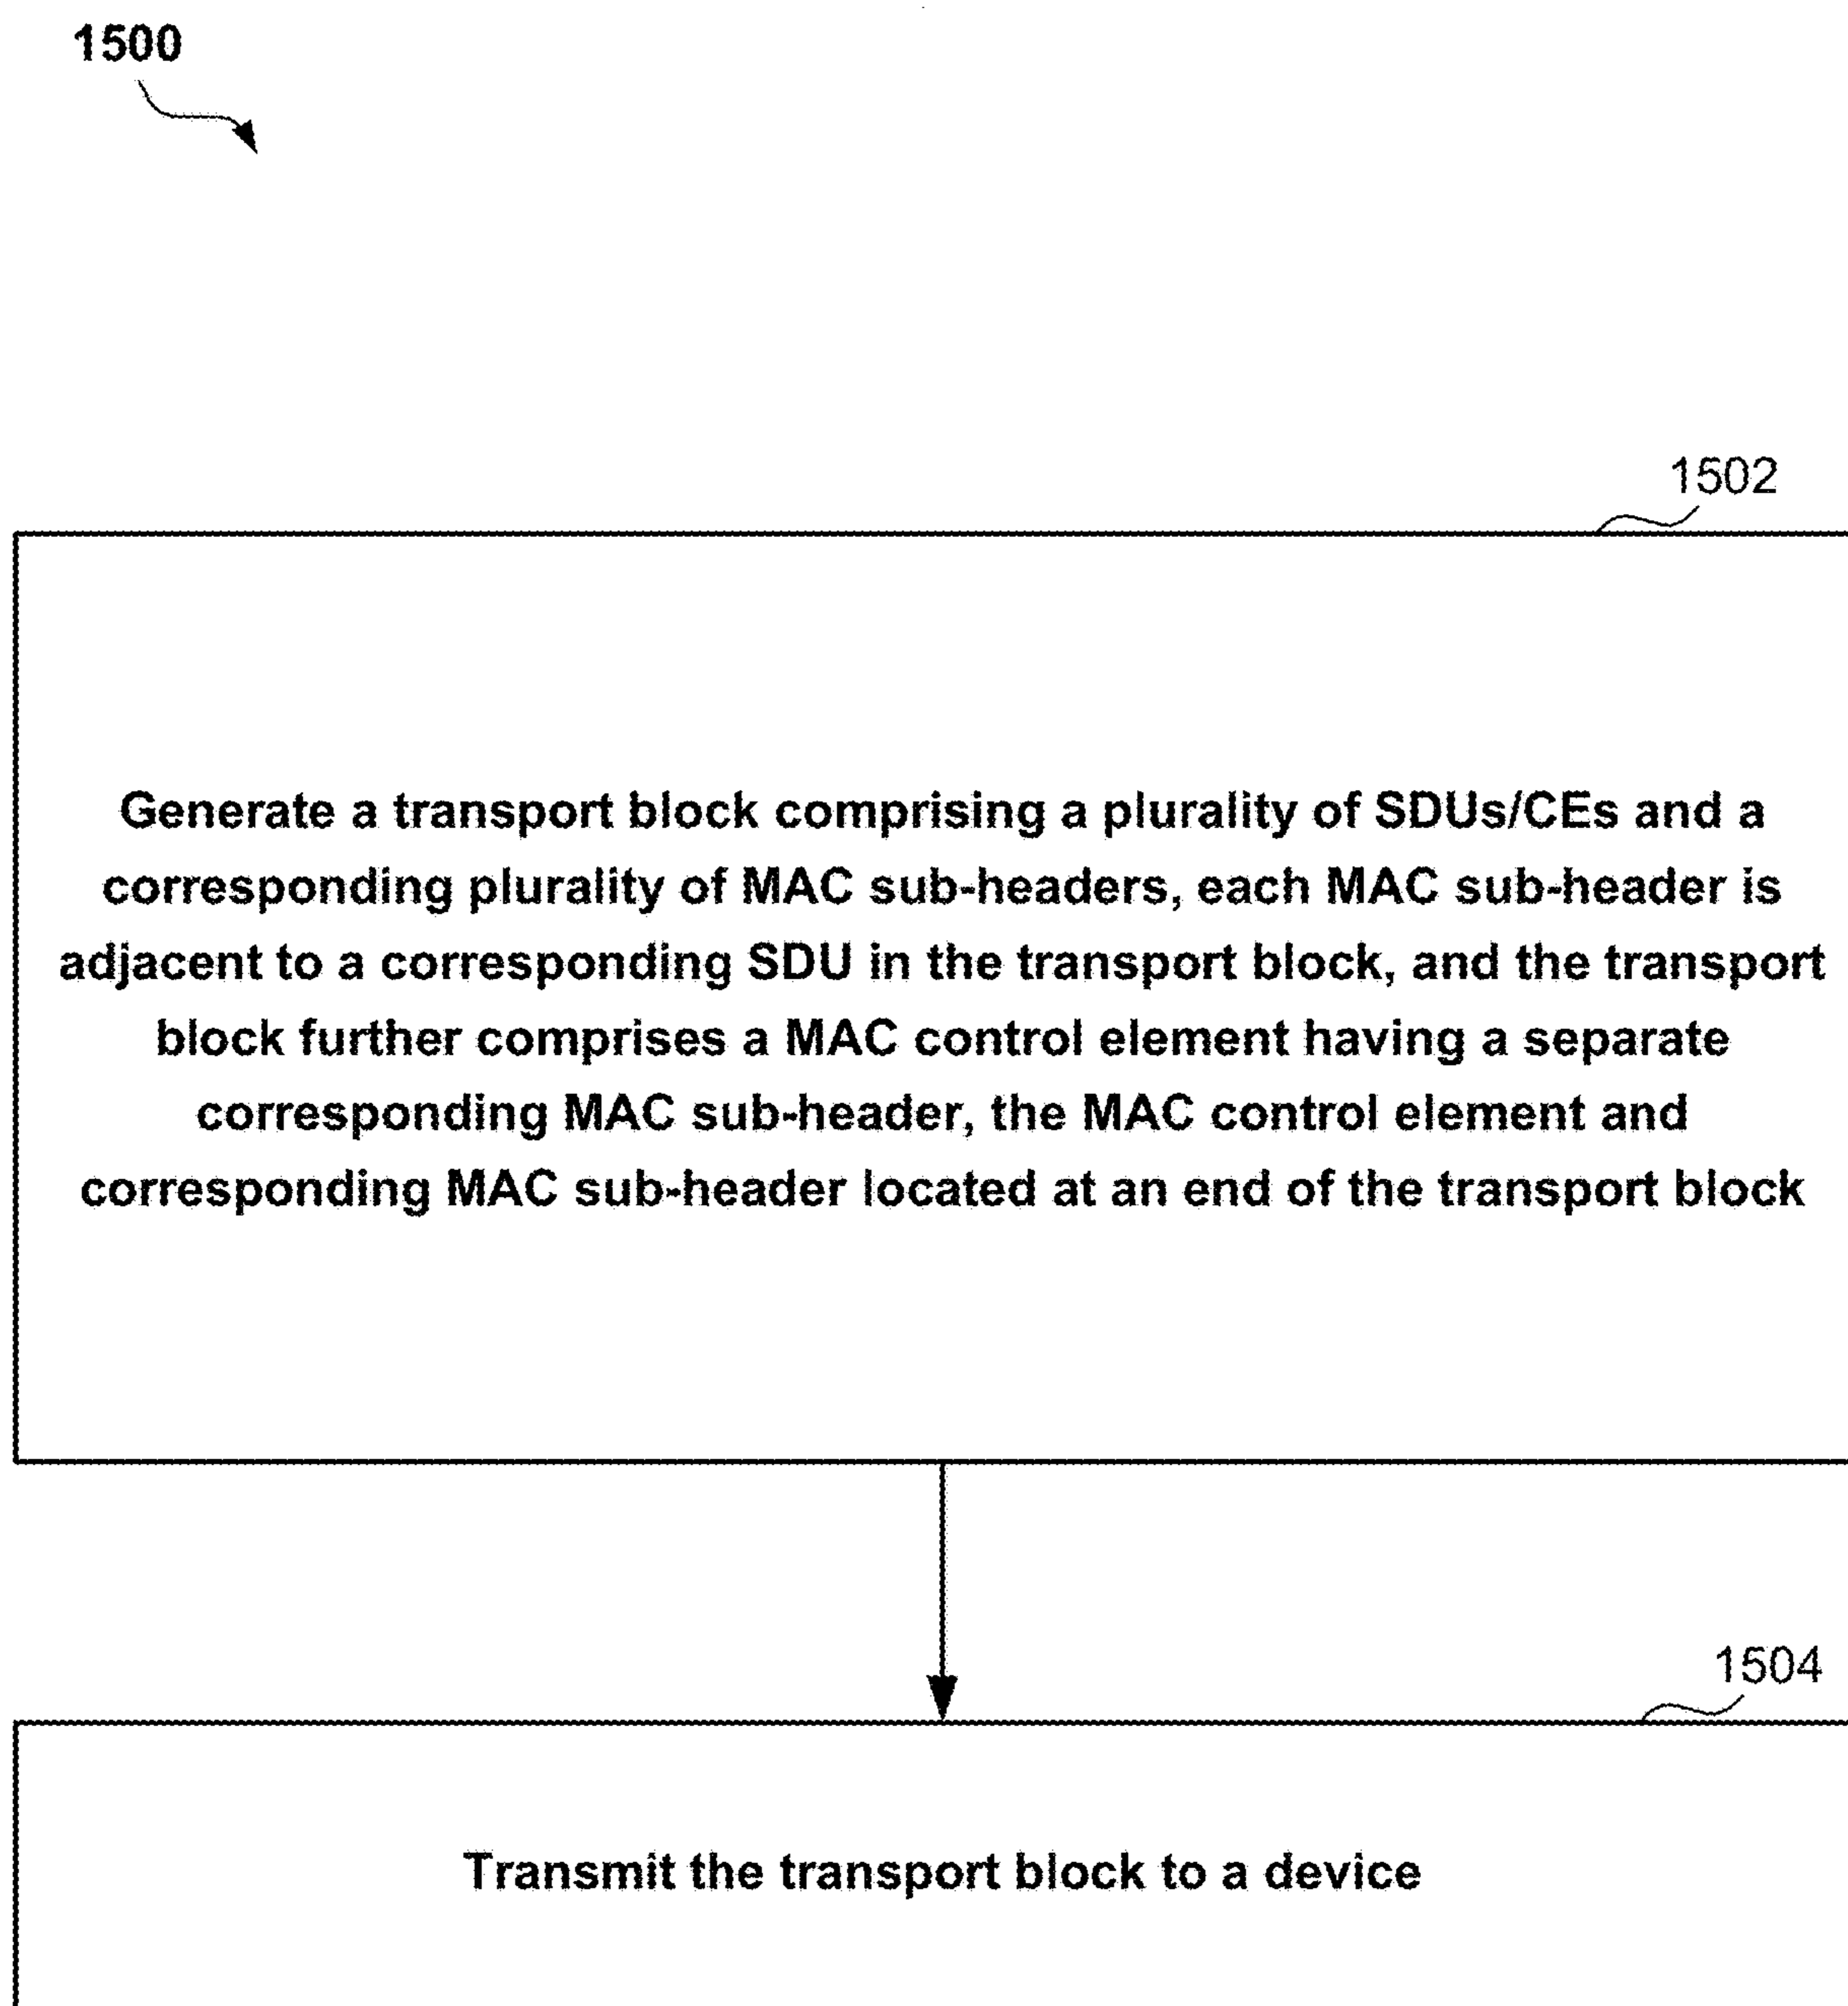 1500
1502
Generate a transport block comprising a plurality of SDUs/CEs and a
corresponding plurality of MAC sub-headers, each MAC sub-header is
adjacent to a corresponding SDU in the transport block, and the transport
block further comprises a MAC control element having a separate
corresponding MAC sub-header, the MAC control element and
corresponding MAC sub-header located at an end of the transport block
1504
Transmit the transport block to a device